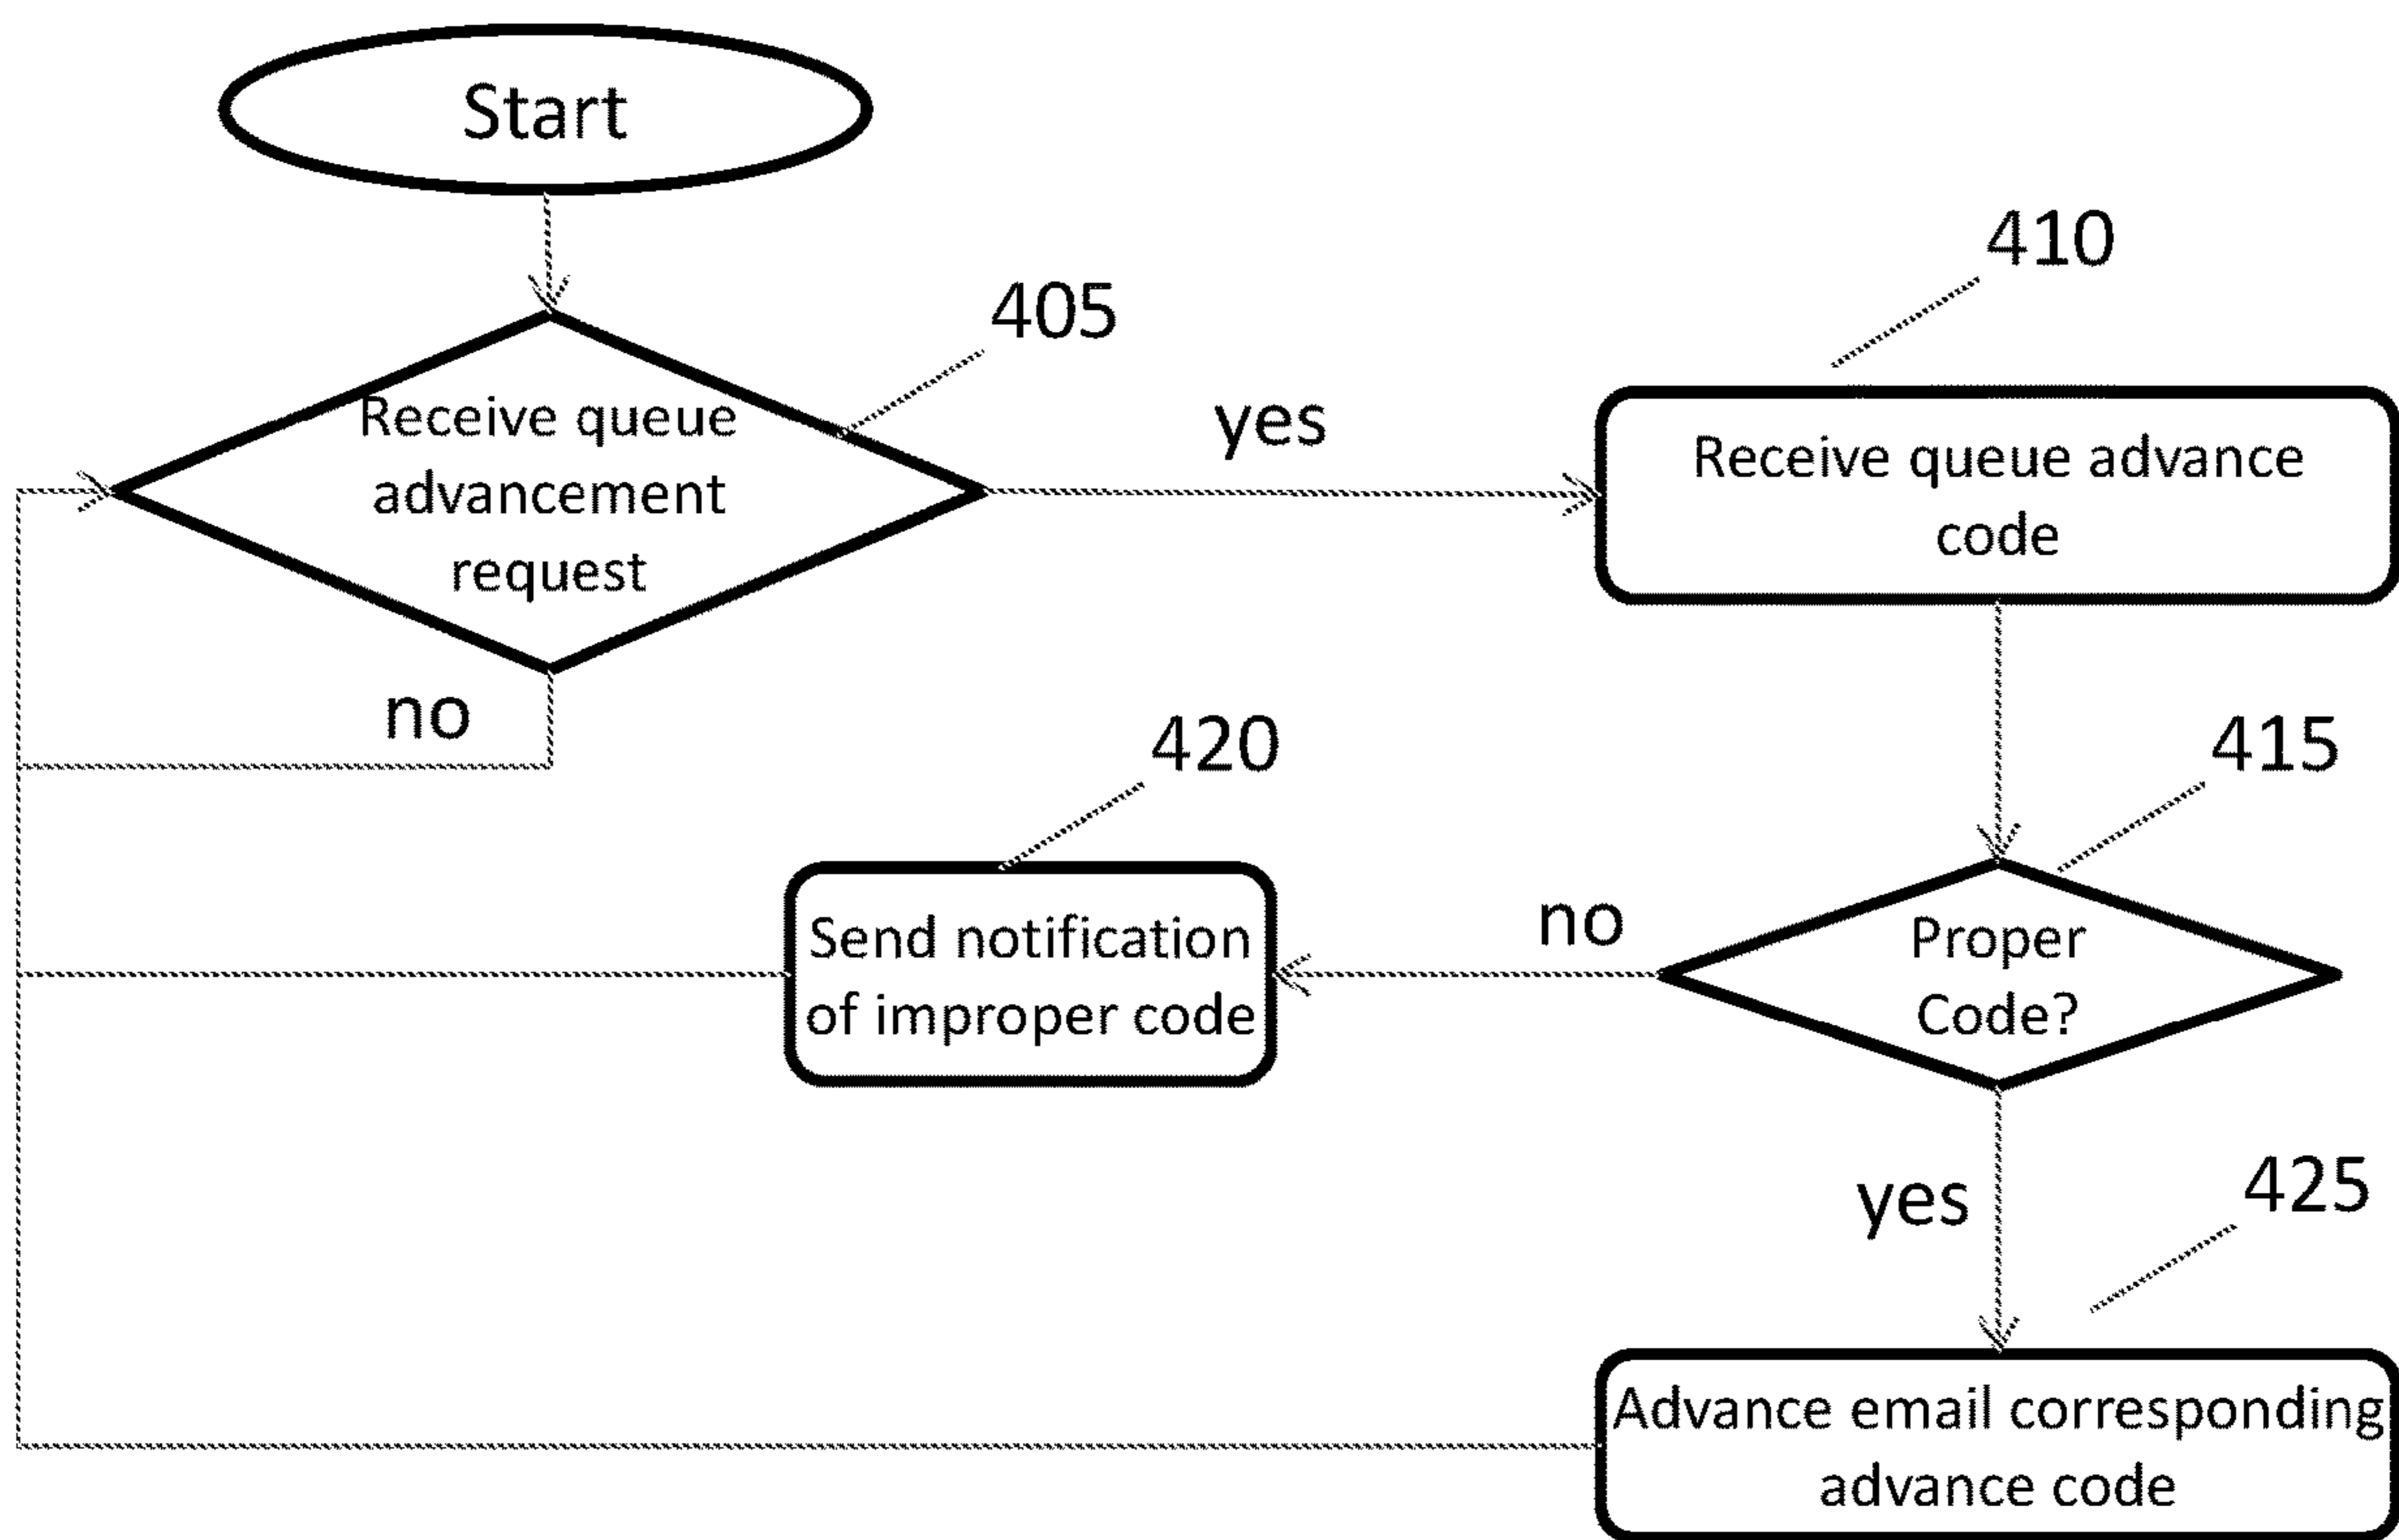 Start
405
Receive queue
advancement
request
yes
410
Receive queue advance
code
no
420
Send notification
of improper code
no
415
Proper
Code?
yes
425
Advance email corresponding
advance code